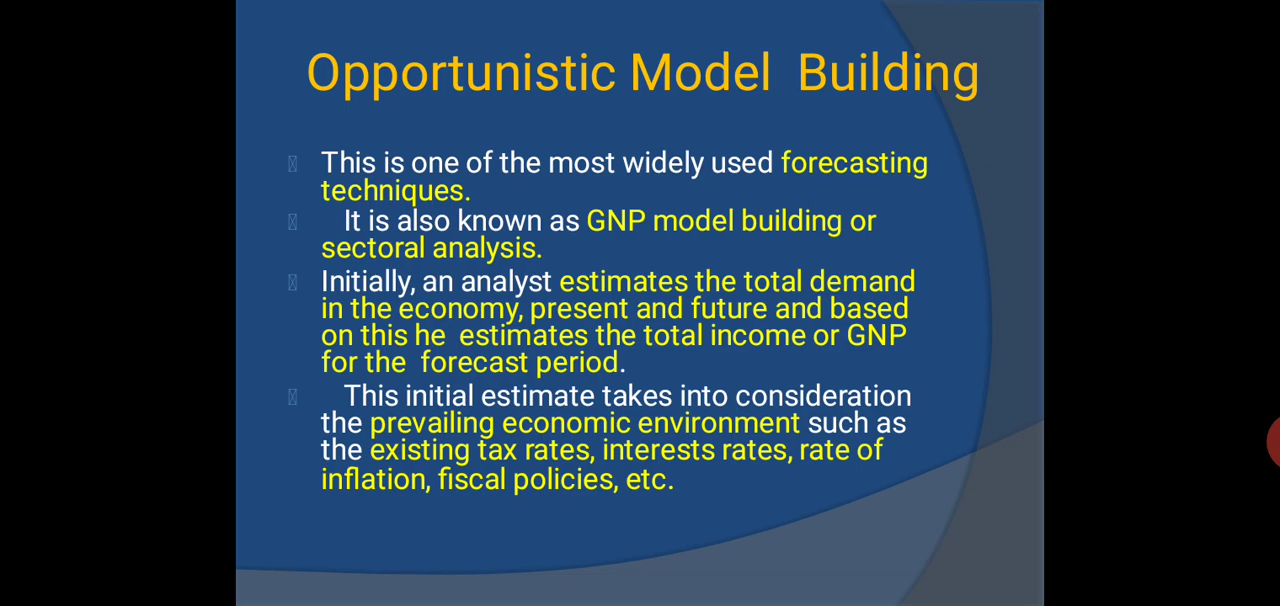 Opportunistic Model Building
This is one of the most widely used forecasting
techniques.
It is also known as GNP model building or
sectoral analysis.
Initially, an analyst estimates the total demand
in the economy, present and future and based
on this he estimates the total income or GNP
for the forecast period.
This initial estimate takes into consideration
the prevailing economic environment such as
the existing tax rates, interests rates, rate of
inflation, fiscal policies, etc.